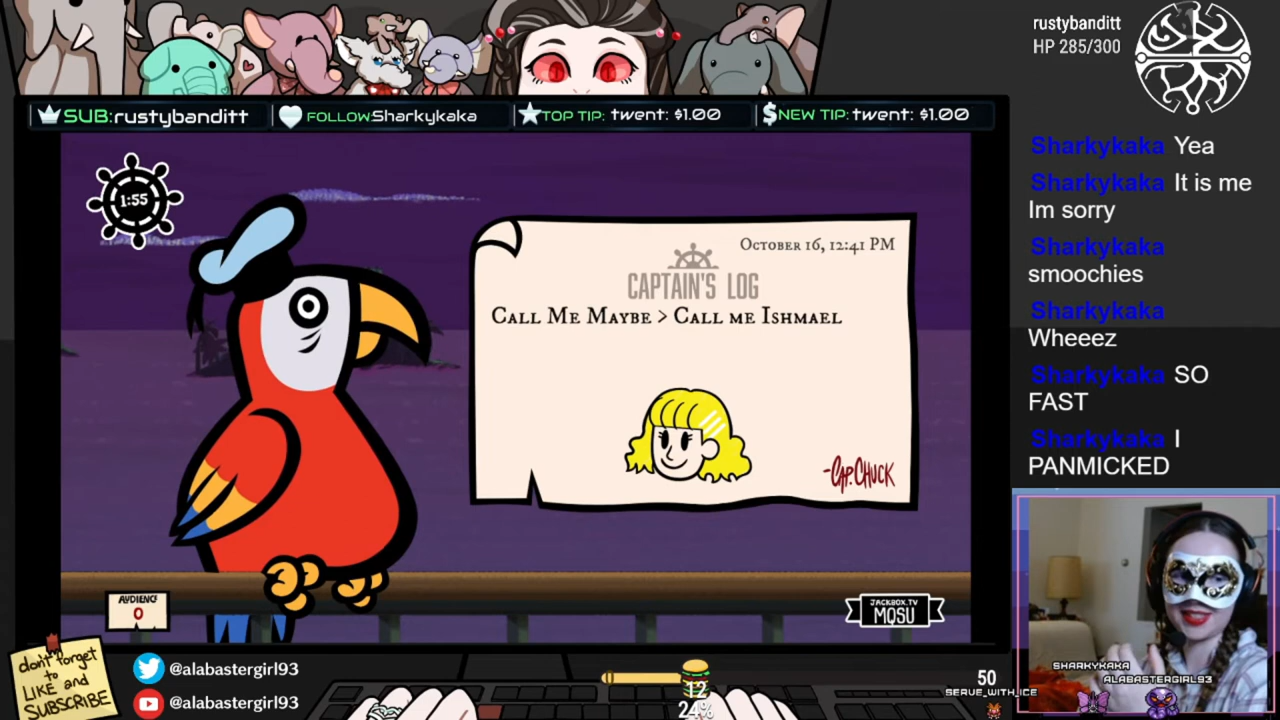 rustybanditt
HP 285/300
SUB:rustybanditt
FOLLOW:Sharkykaka
TOP TIP: twent: $1.00
NEW TIP: twent: $1.00
1:55
October 16, 12:41 PM
CAPTAIN'S LOG
Call Me Maybe > Call me Ishmael
-CAP. CHUCK
AUDIENCE
0
JACKBOX.TV
MQSU
Sharkykaka Yea
Sharkykaka It is me
Im sorry
Sharkykaka
smoochies
Sharkykaka
Wheeez
Sharkykaka SO
FAST
Sharkykaka I
PANMICKED
don't forget
to
LIKE and
SUBSCRIBE
@alabastergirl93
@alabastergirl93
12
24%
50
SERVE_WITH_ICE
SHARKYKAKA
ALABASTERGIRL93